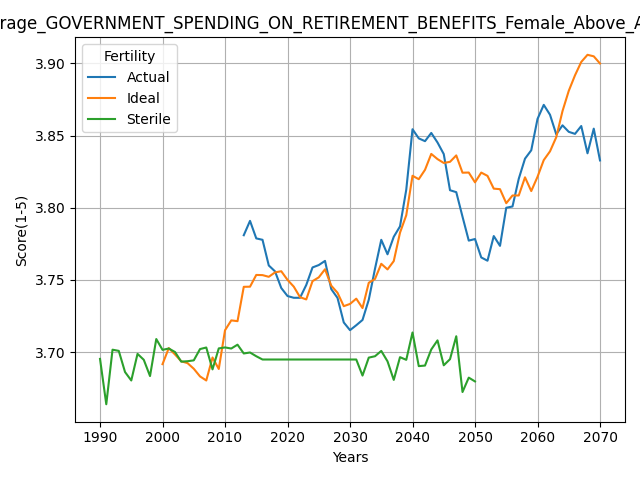 rage_GOVERNMENT_SPENDING_ON_RETIREMENT_BENEFITS_Female_Above_A
Fertility
Actual
Ideal
Sterile
Score(1-5)
3.90
3.85
3.80
3.75
3.70
1990 2000 2010 2020 2030 2040 2050 2060 2070
Years